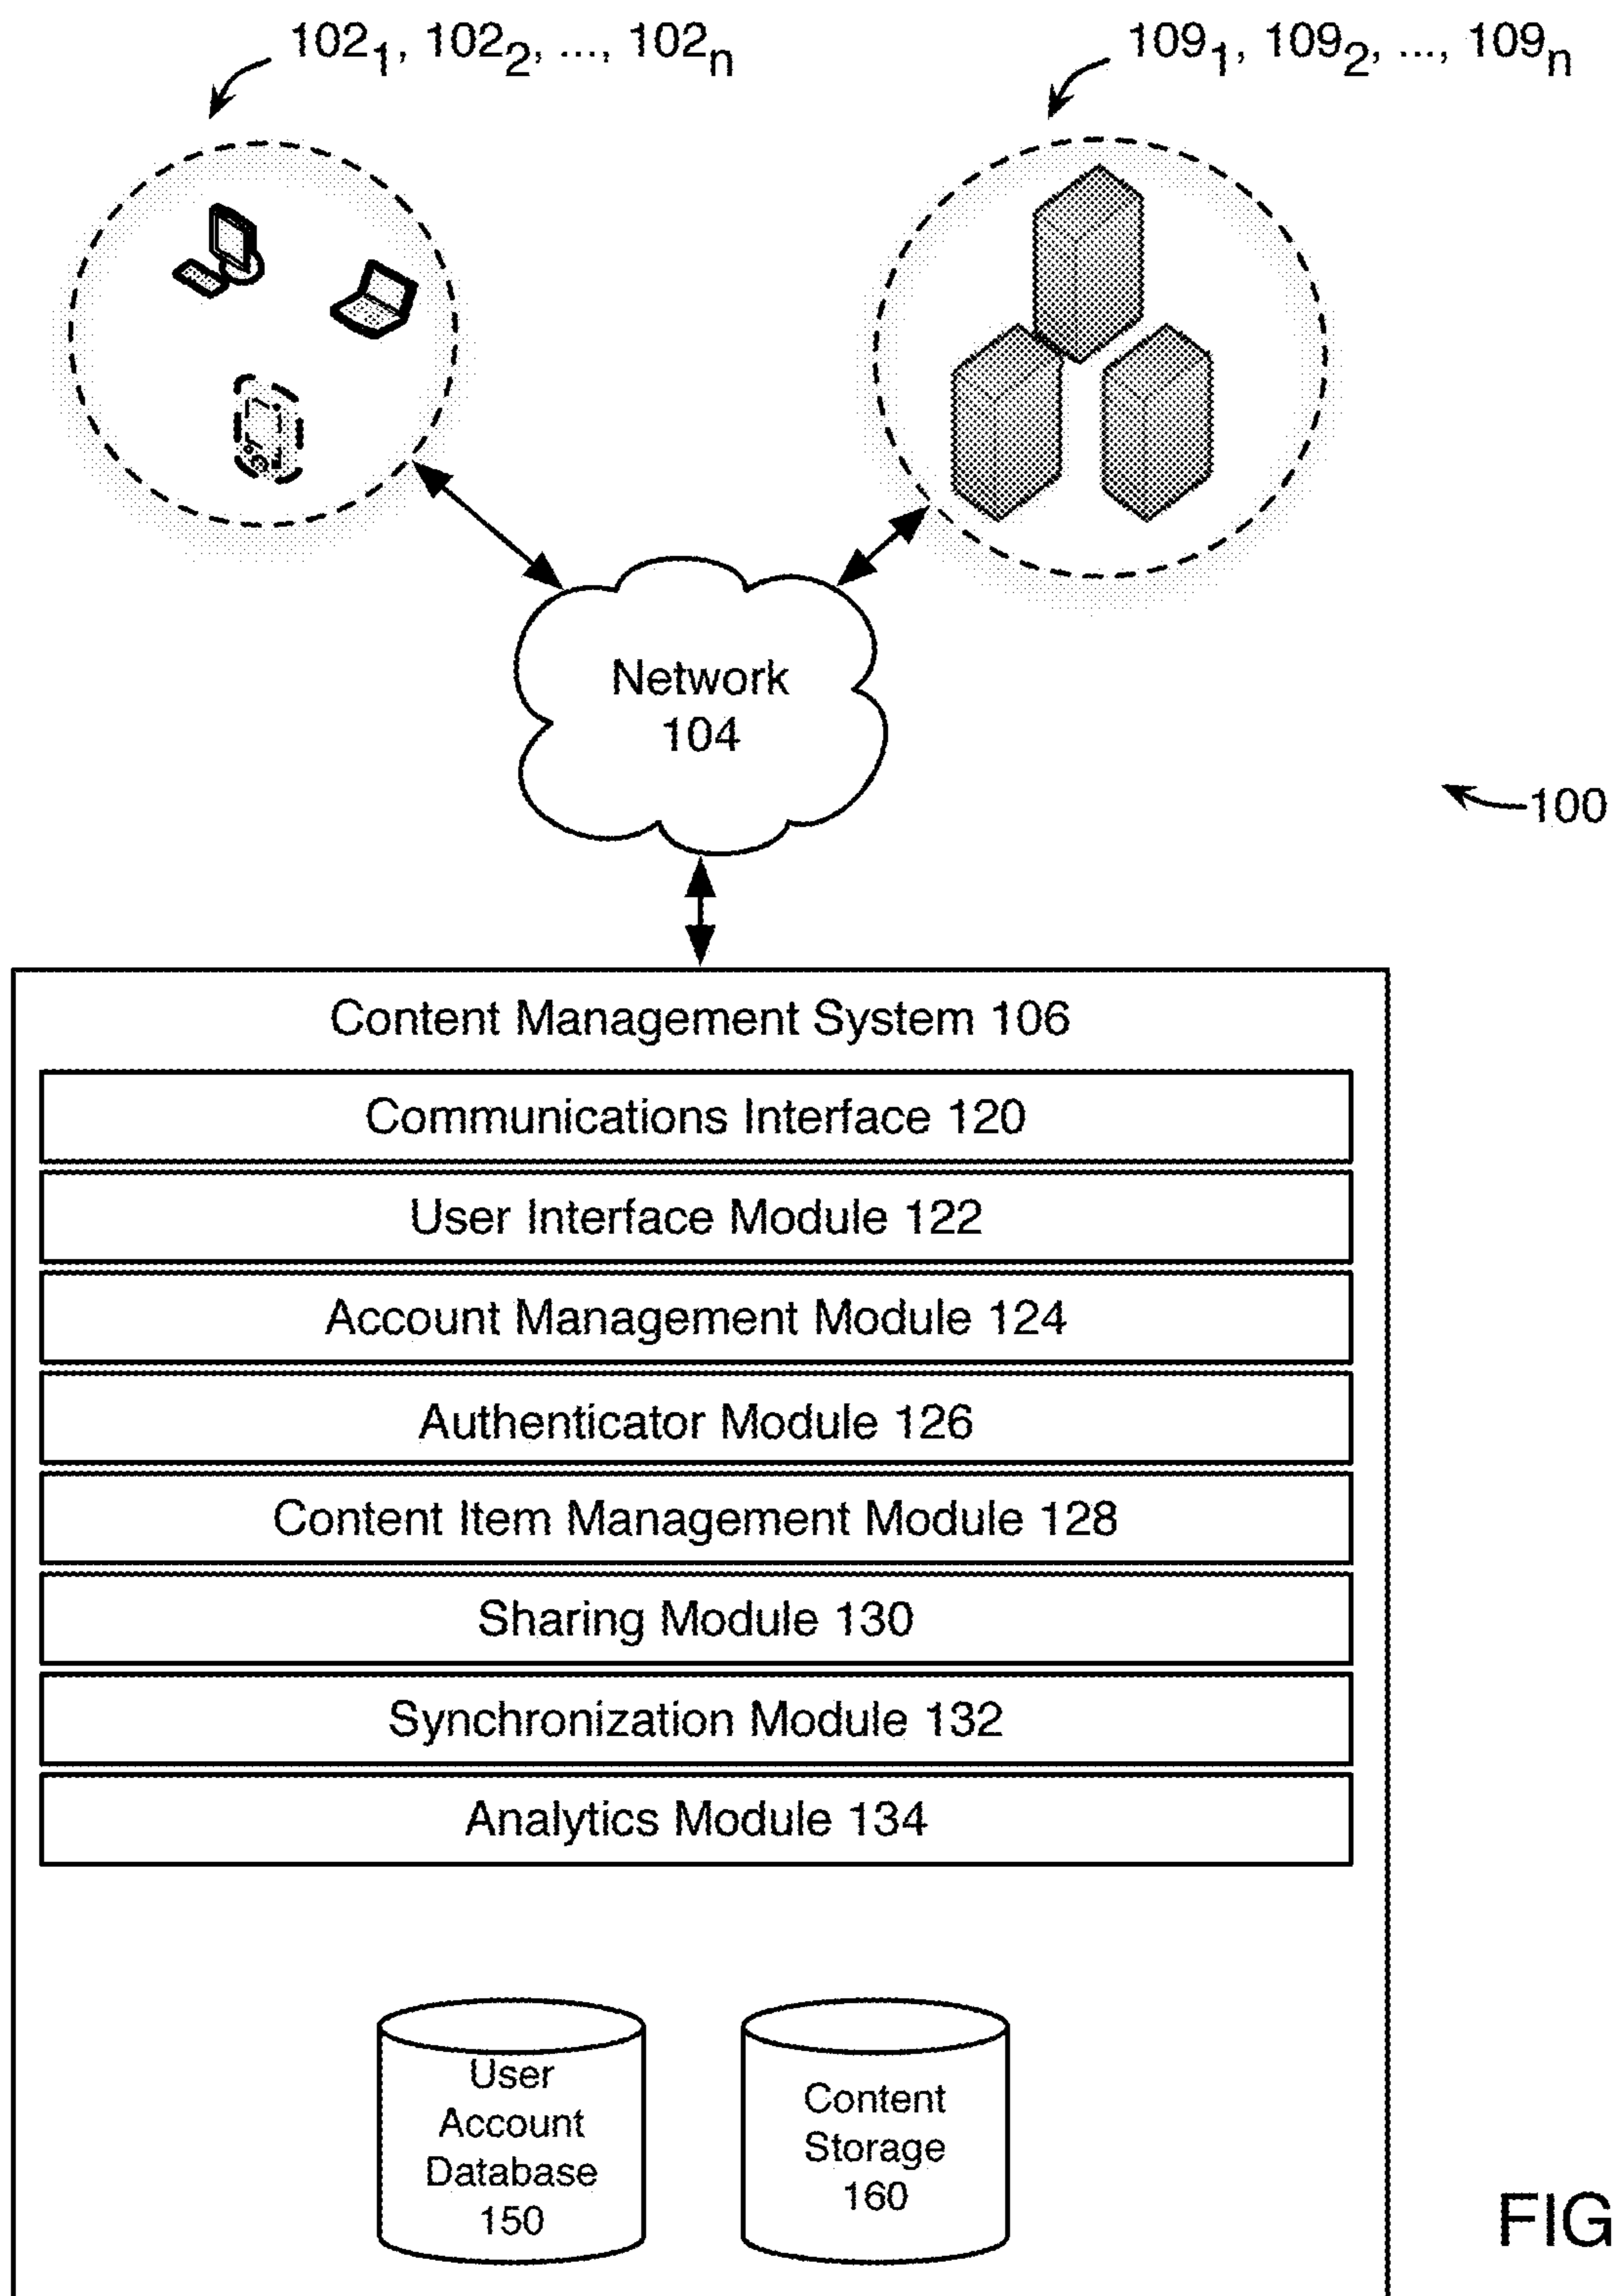 102₁, 102₂, ..., 102ₙ
109₁, 109₂, ..., 109ₙ
Network
104
100
Content Management System 106
Communications Interface 120
User Interface Module 122
Account Management Module 124
Authenticator Module 126
Content Item Management Module 128
Sharing Module 130
Synchronization Module 132
Analytics Module 134
User
Account
Database
150
Content
Storage
160
FIG